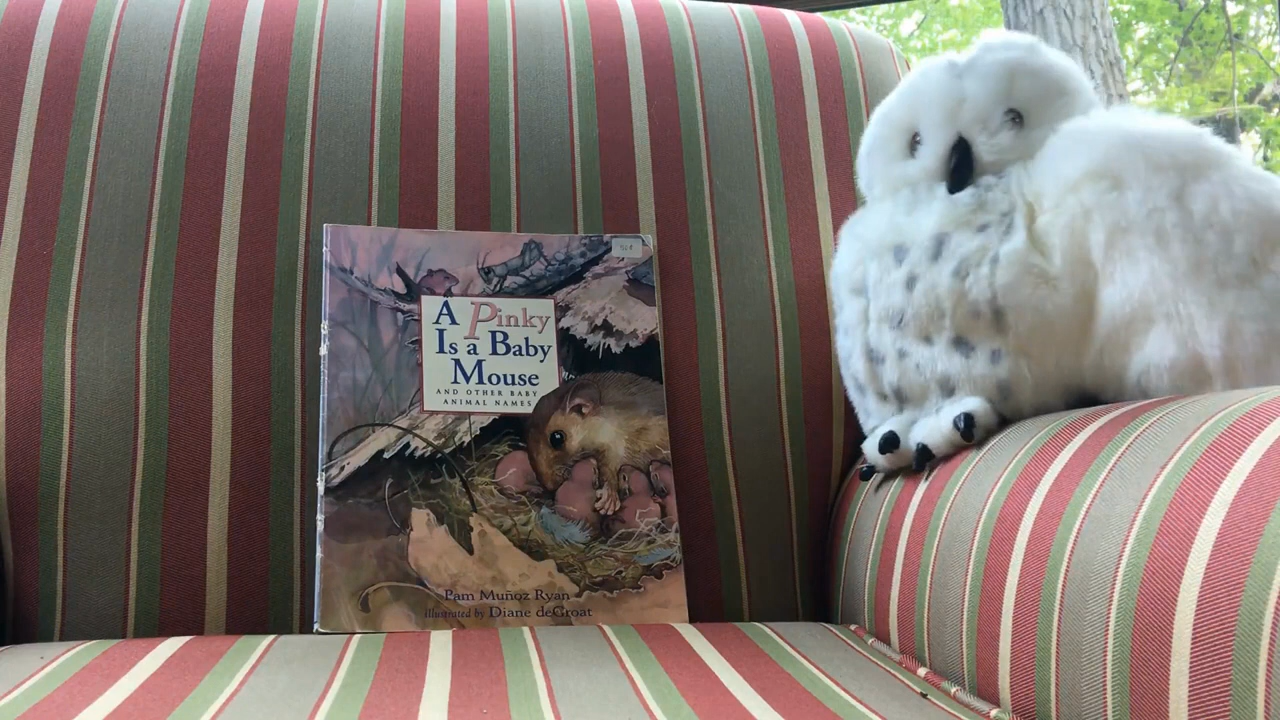 A Pinky
Is a Baby
Mouse
AND OTHER BABY
ANIMAL NAMES
Pam Muñoz Ryan
illustrated by Diane deGroat